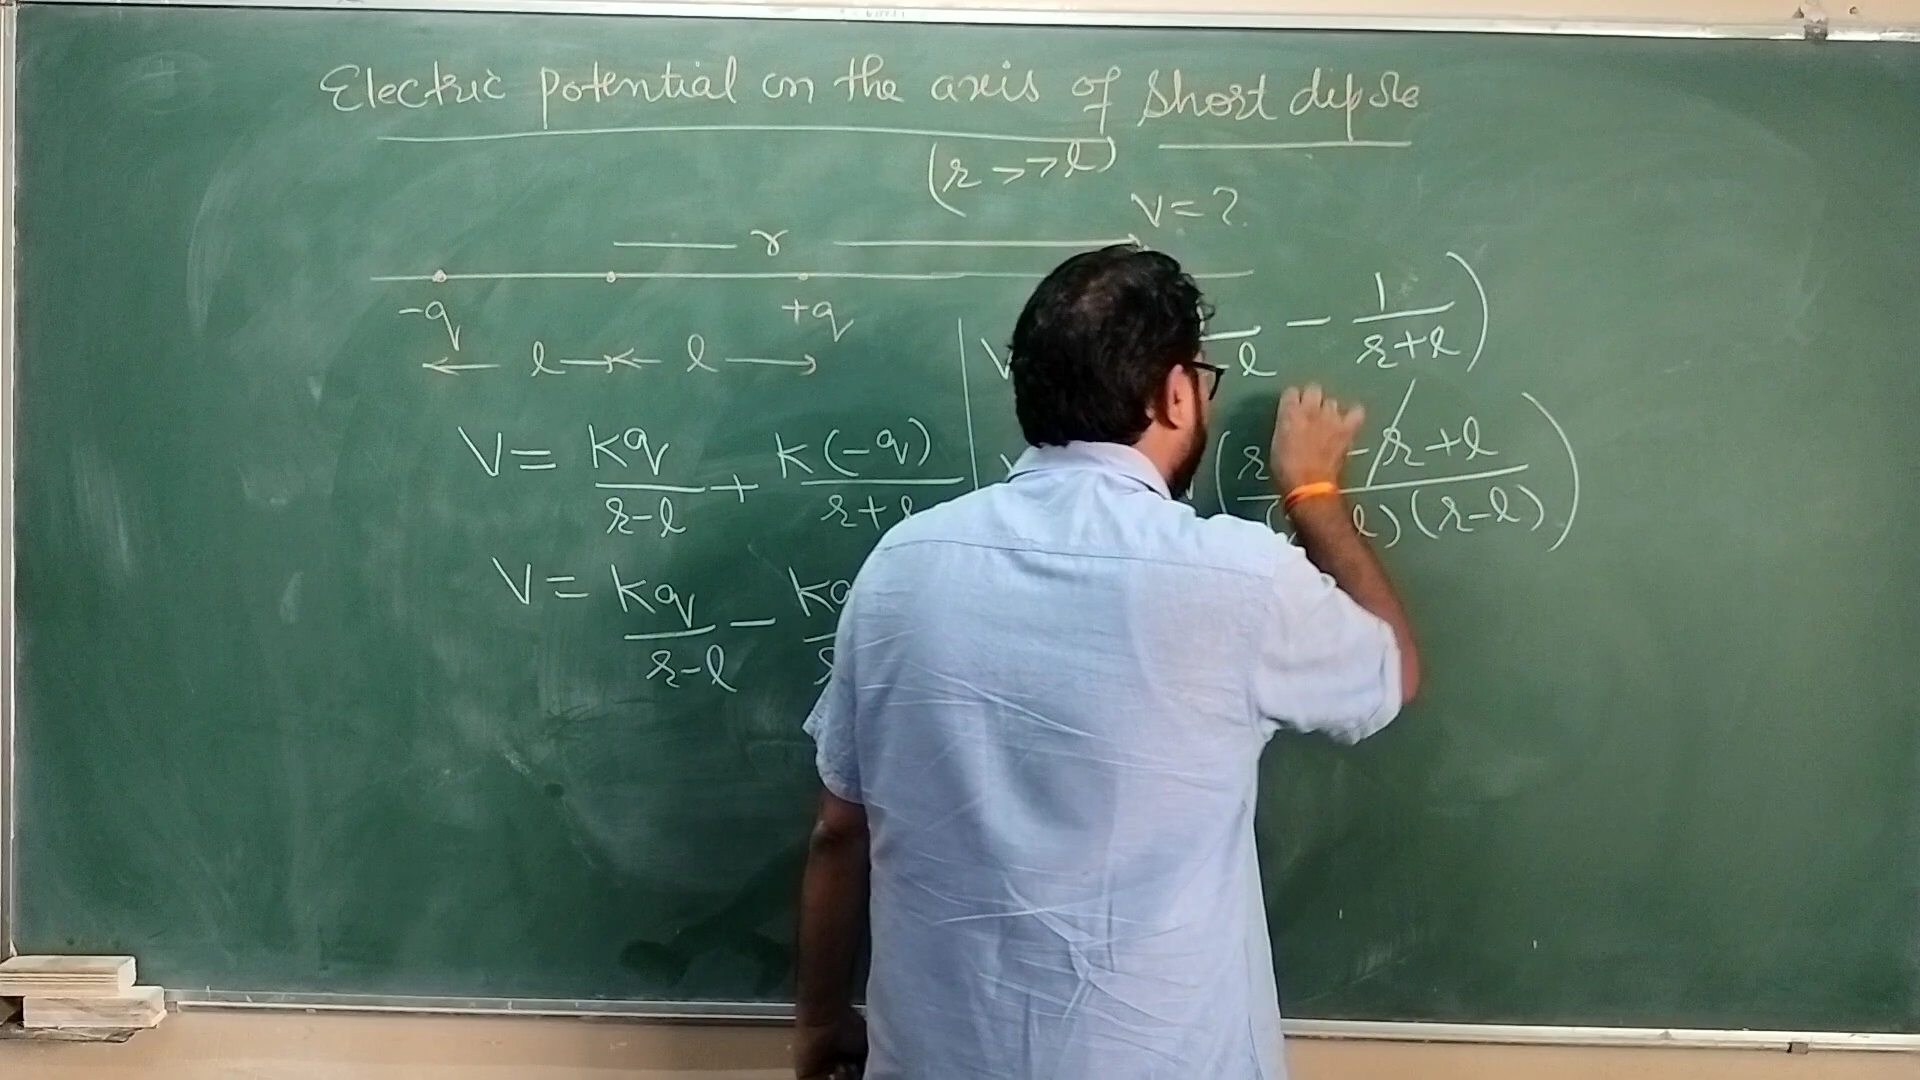 Electric potential on the axis of short dipole
(r >> l)
V = ?
r
-q +q
l l
V = kq/(r-l) + k(-q)/(r+l
V = kq/(r-l) - kq
l - 1/(r+l))
(r - r+l
l)(r-l))